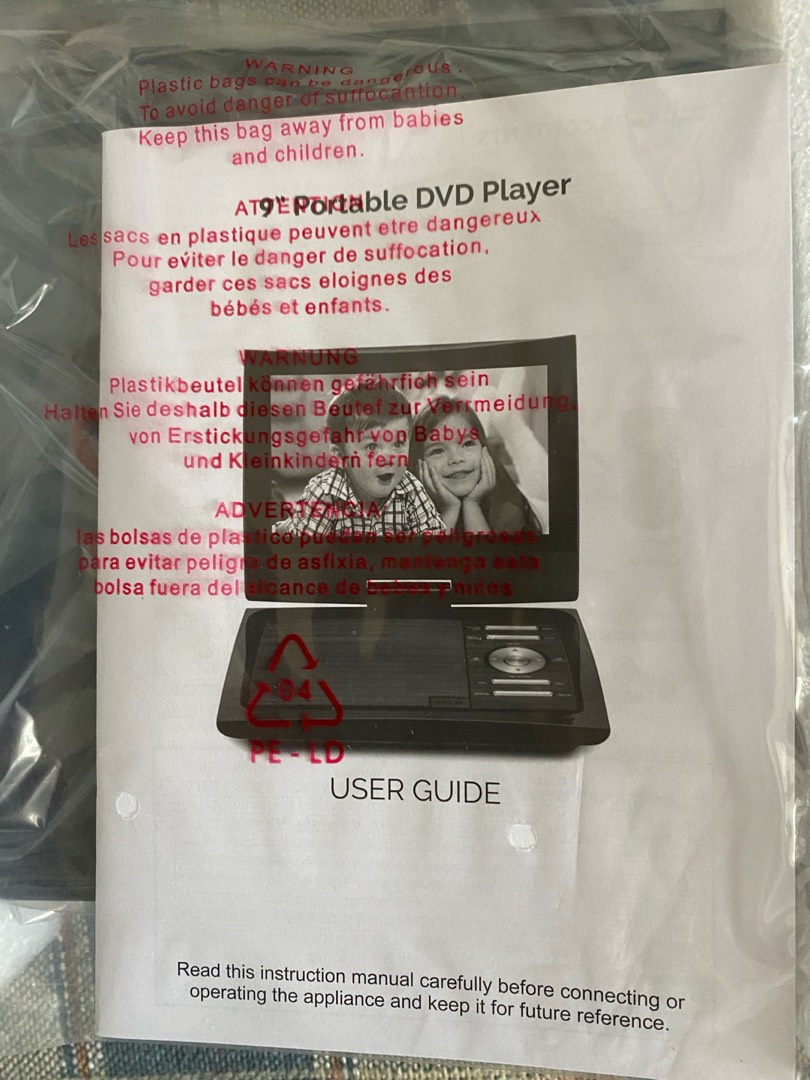 WARNING
Plastic bags can be dangerous.
To avoid danger of suffocantion.
Keep this bag away from babies
and children.
ATTENTION
9" Portable DVD Player
Les sacs en plastique peuvent etre dangereux
Pour eviter le danger de suffocation,
garder ces sacs eloignes des
bébés et enfants.
WARNUNG
Plastikbeutel können gefährfich sein
Halten Sie deshalb diesen Beutef zur Verrmeidung.
von Erstickungsgefahr von Babys
und Kleinkindern fern
ADVERTENCIA
las bolsas de plastico pueden ser peligrosas
para evitar peligro de asfixia, mantenga esta
bolsa fuera del alcance de bebes y ninos
04
PE-LD
USER GUIDE
Read this instruction manual carefully before connecting or
operating the appliance and keep it for future reference.